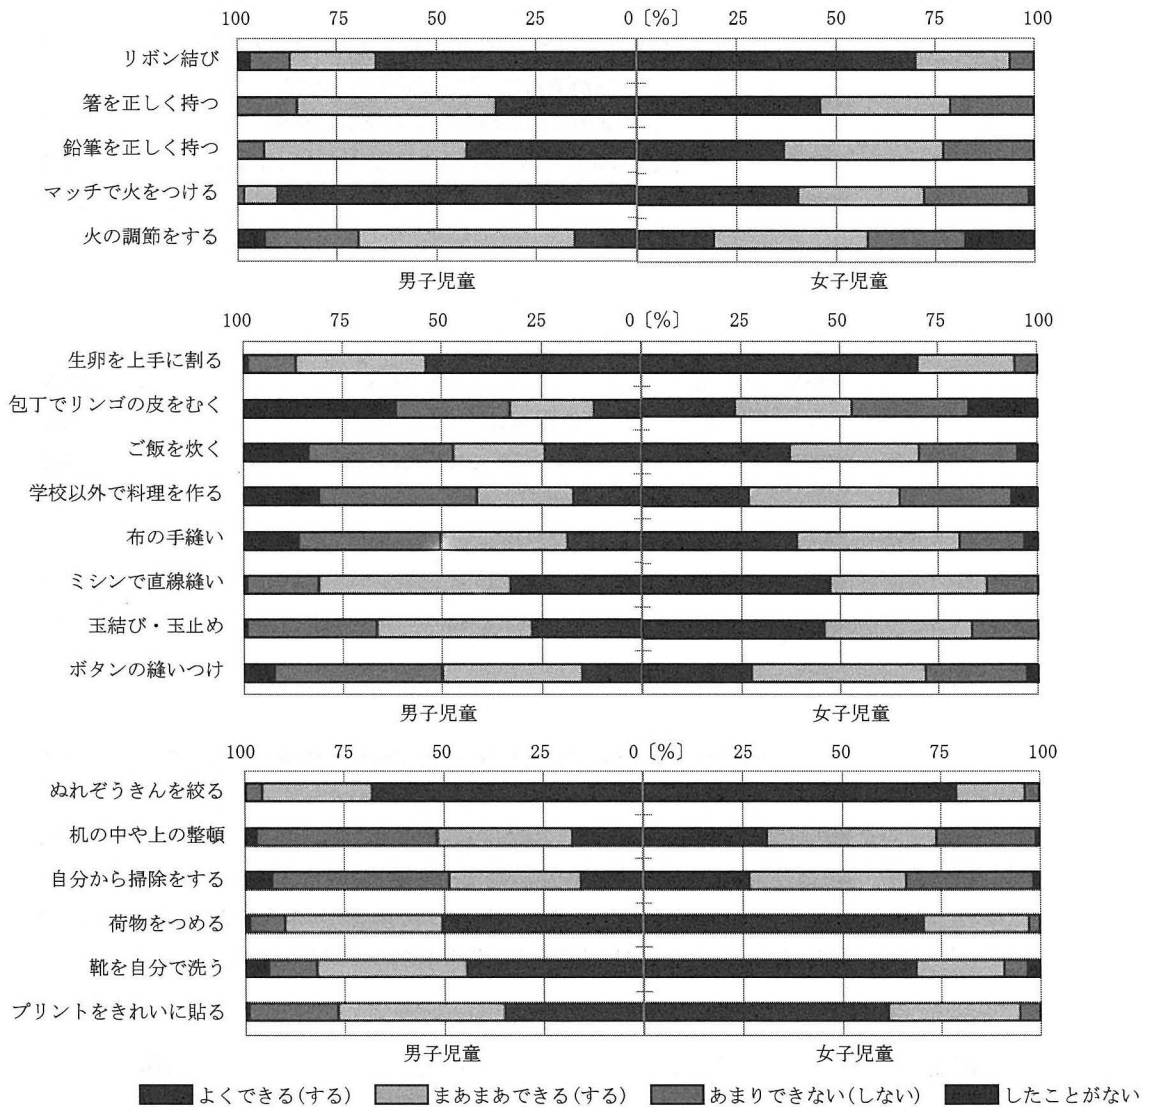 100 75 50 25 0 〔%〕 25 50 75 100
リボン結び
箸を正しく持つ
鉛筆を正しく持つ
マッチで火をつける
火の調節をする
男子児童 女子児童
100 75 50 25 0 〔%〕 25 50 75 100
生卵を上手に割る
包丁でリンゴの皮をむく
ご飯を炊く
学校以外で料理を作る
布の手縫い
ミシンで直線縫い
玉結び・玉止め
ボタンの縫いつけ
男子児童 女子児童
100 75 50 25 0 〔%〕 25 50 75 100
ぬれぞうきんを絞る
机の中や上の整頓
自分から掃除をする
荷物をつめる
靴を自分で洗う
プリントをきれいに貼る
男子児童 女子児童
よくできる(する) まあまあできる(する) あまりできない(しない) したことがない